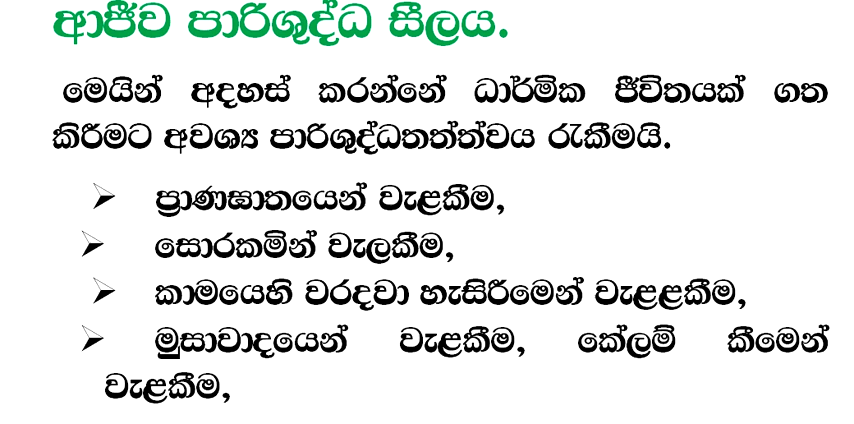 ආජීව පාරිශුද්ධ සීලය.
මෙයින් අදහස් කරන්නේ ධාර්මික ජීවිතයක් ගත
කිරීමට අවශ්‍ය පාරිශුද්ධතත්ත්වය රැකීමයි.
➢ ප්‍රාණඝාතයෙන් වැළකීම,
➢ සොරකමින් වැලකීම,
➢ කාමයෙහි වරදවා හැසිරීමෙන් වැළළකීම,
➢ මුසාවාදයෙන් වැළකීම, කේලම් කීමෙන්
වැළකීම,